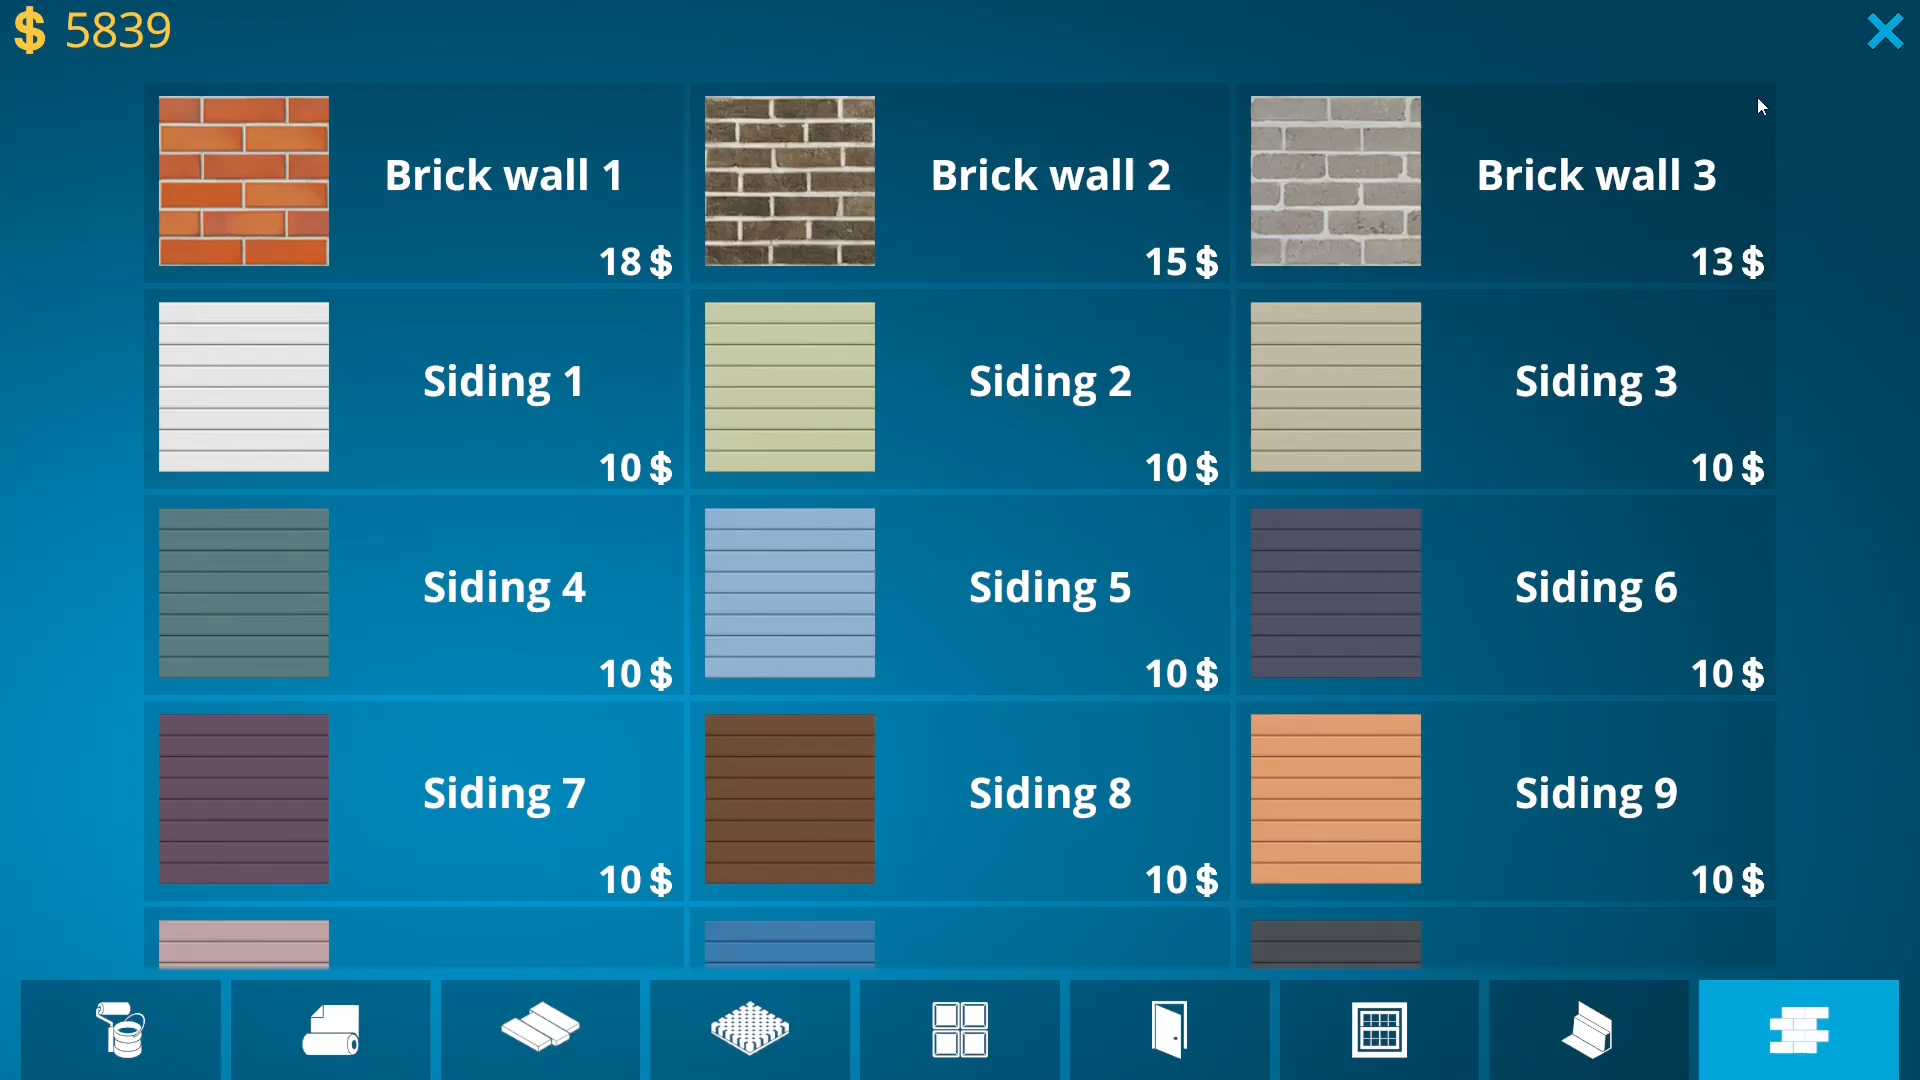 $ 5839
Brick wall 1
18 $
Brick wall 2
15 $
Brick wall 3
13 $
Siding 1
10 $
Siding 2
10 $
Siding 3
10 $
Siding 4
10 $
Siding 5
10 $
Siding 6
10 $
Siding 7
10 $
Siding 8
10 $
Siding 9
10 $